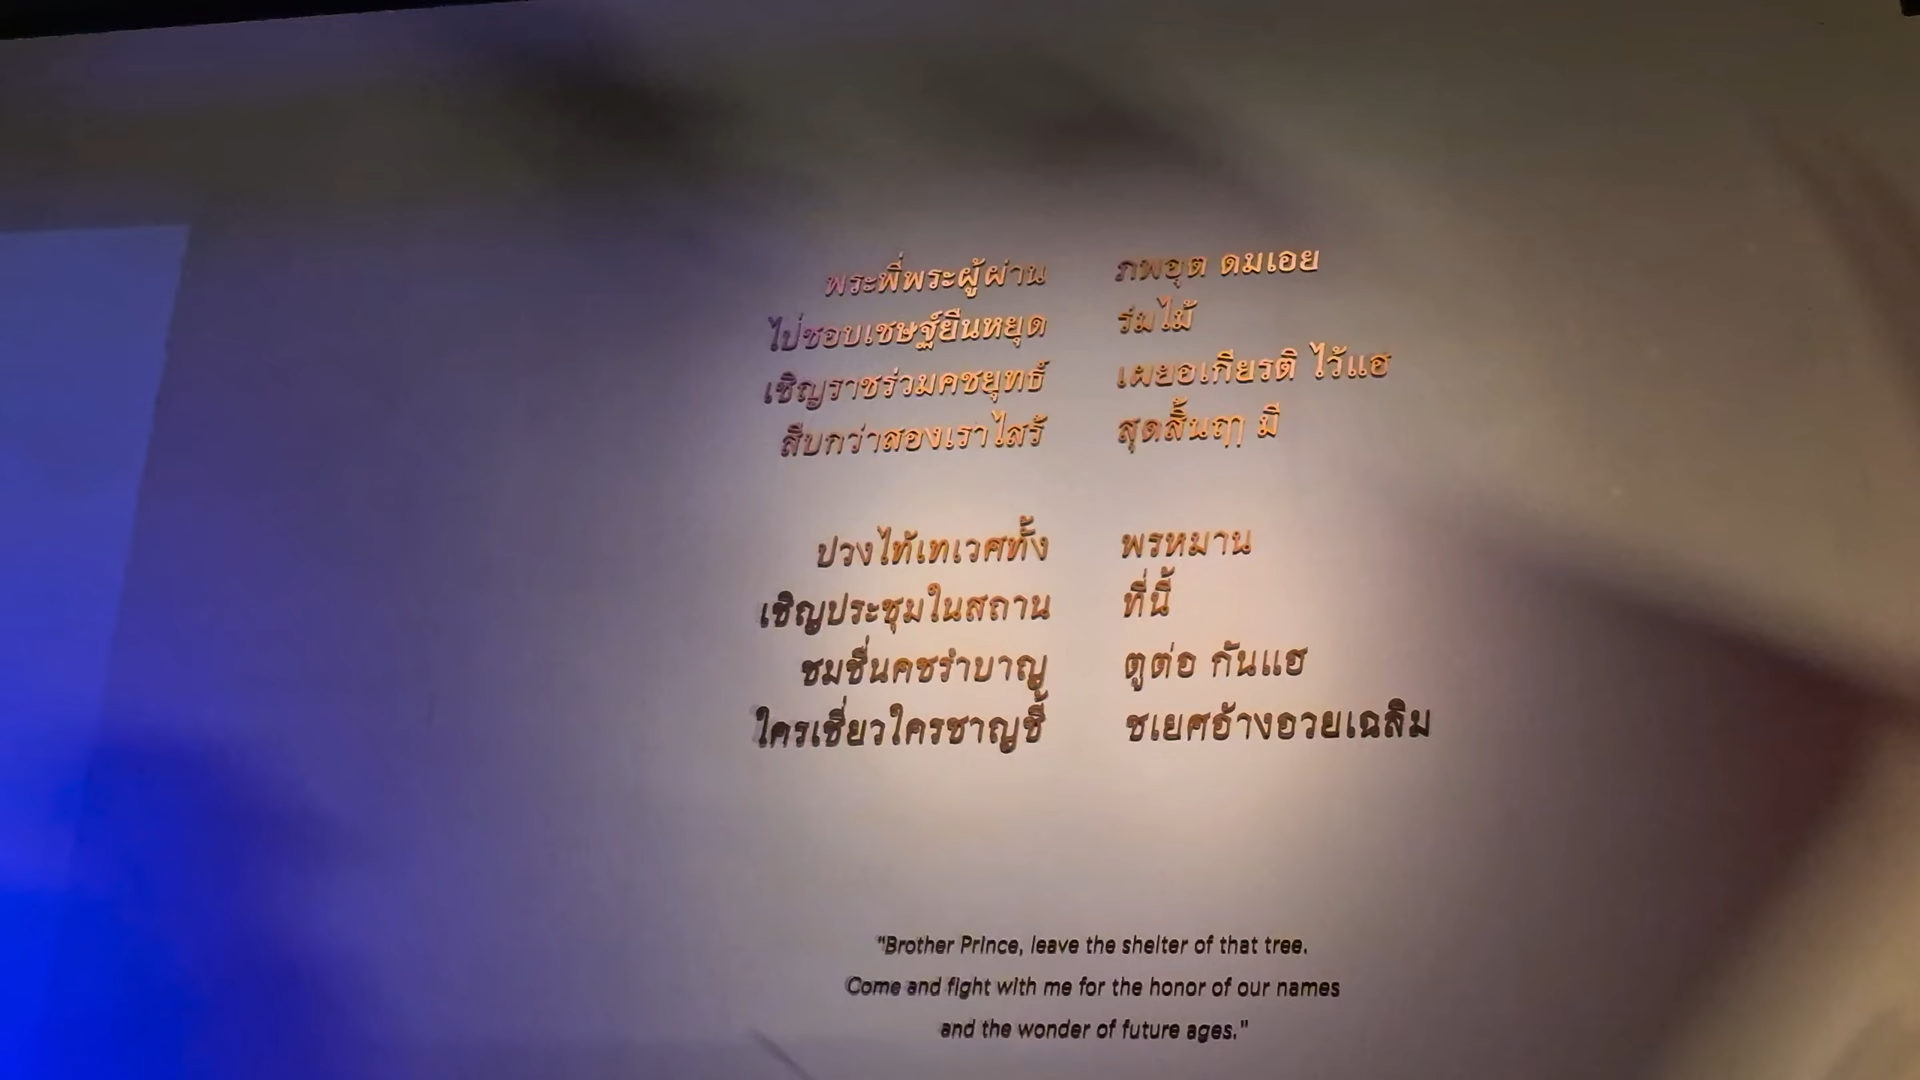 พระพี่พระผู้ผ่าน ภพอุต ดมเอย
ไป่ชอบเชษฐ์ยืนหยุด ร่มไม้
เชิญราชร่วมคชยุทธ์ เผยอเกียรติ ไว้แฮ
สืบกว่าสองเราไสร้ สุดสิ้นฤๅ มี
ปวงไท้เทเวศทั้ง พรหมาน
เชิญประชุมในสถาน ที่นี้
ชมชื่นคชรำบาญ ตูต่อ กันแฮ
ใครเชี่ยวใครชาญชี้ ชเยศอ้างอวยเฉลิม
"Brother Prince, leave the shelter of that tree.
Come and fight with me for the honor of our names
and the wonder of future ages."